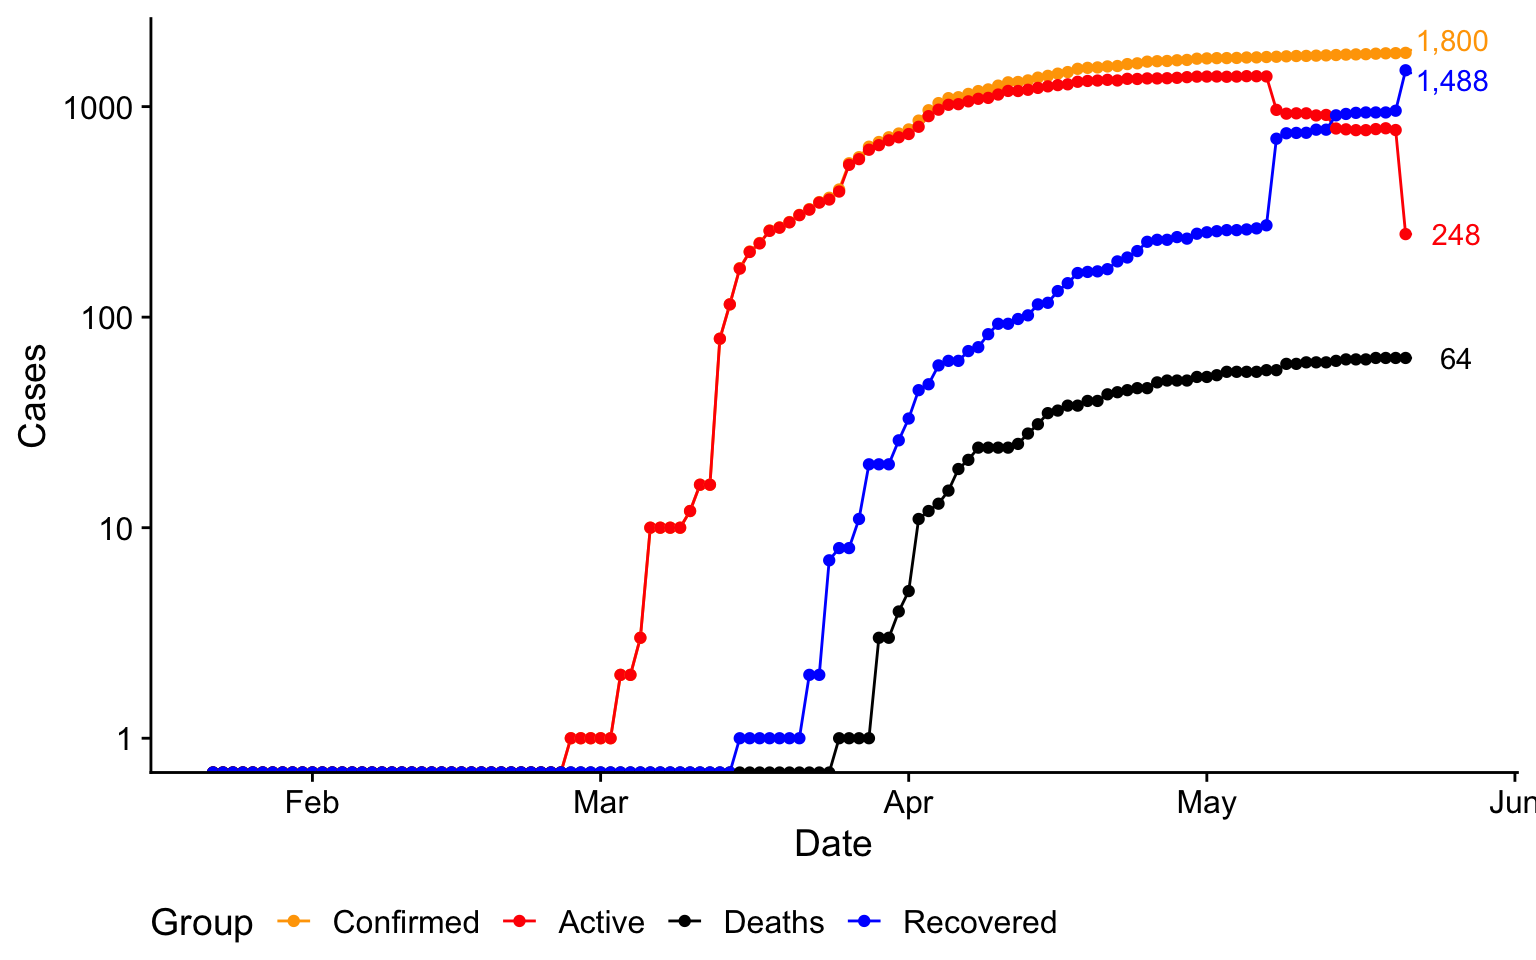 1,800
1,488
248
64
1000
100
10
1
Cases
Feb Mar Apr May Jun
Date
Group Confirmed Active Deaths Recovered